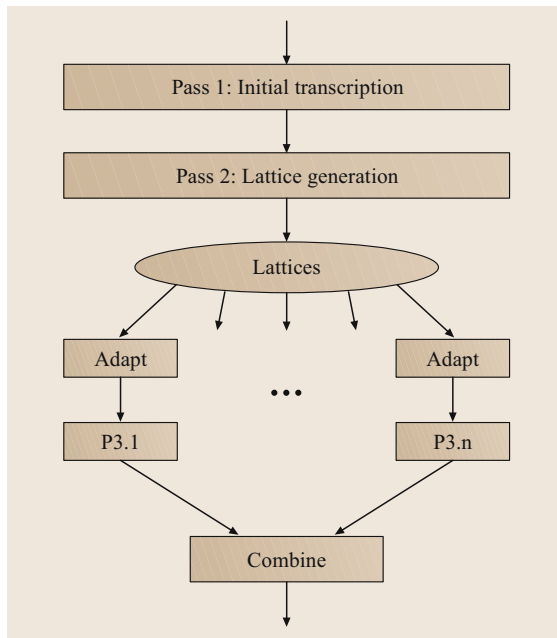 Pass 1: Initial transcription
Pass 2: Lattice generation
Lattices
Adapt
Adapt
...
P3.1
P3.n
Combine